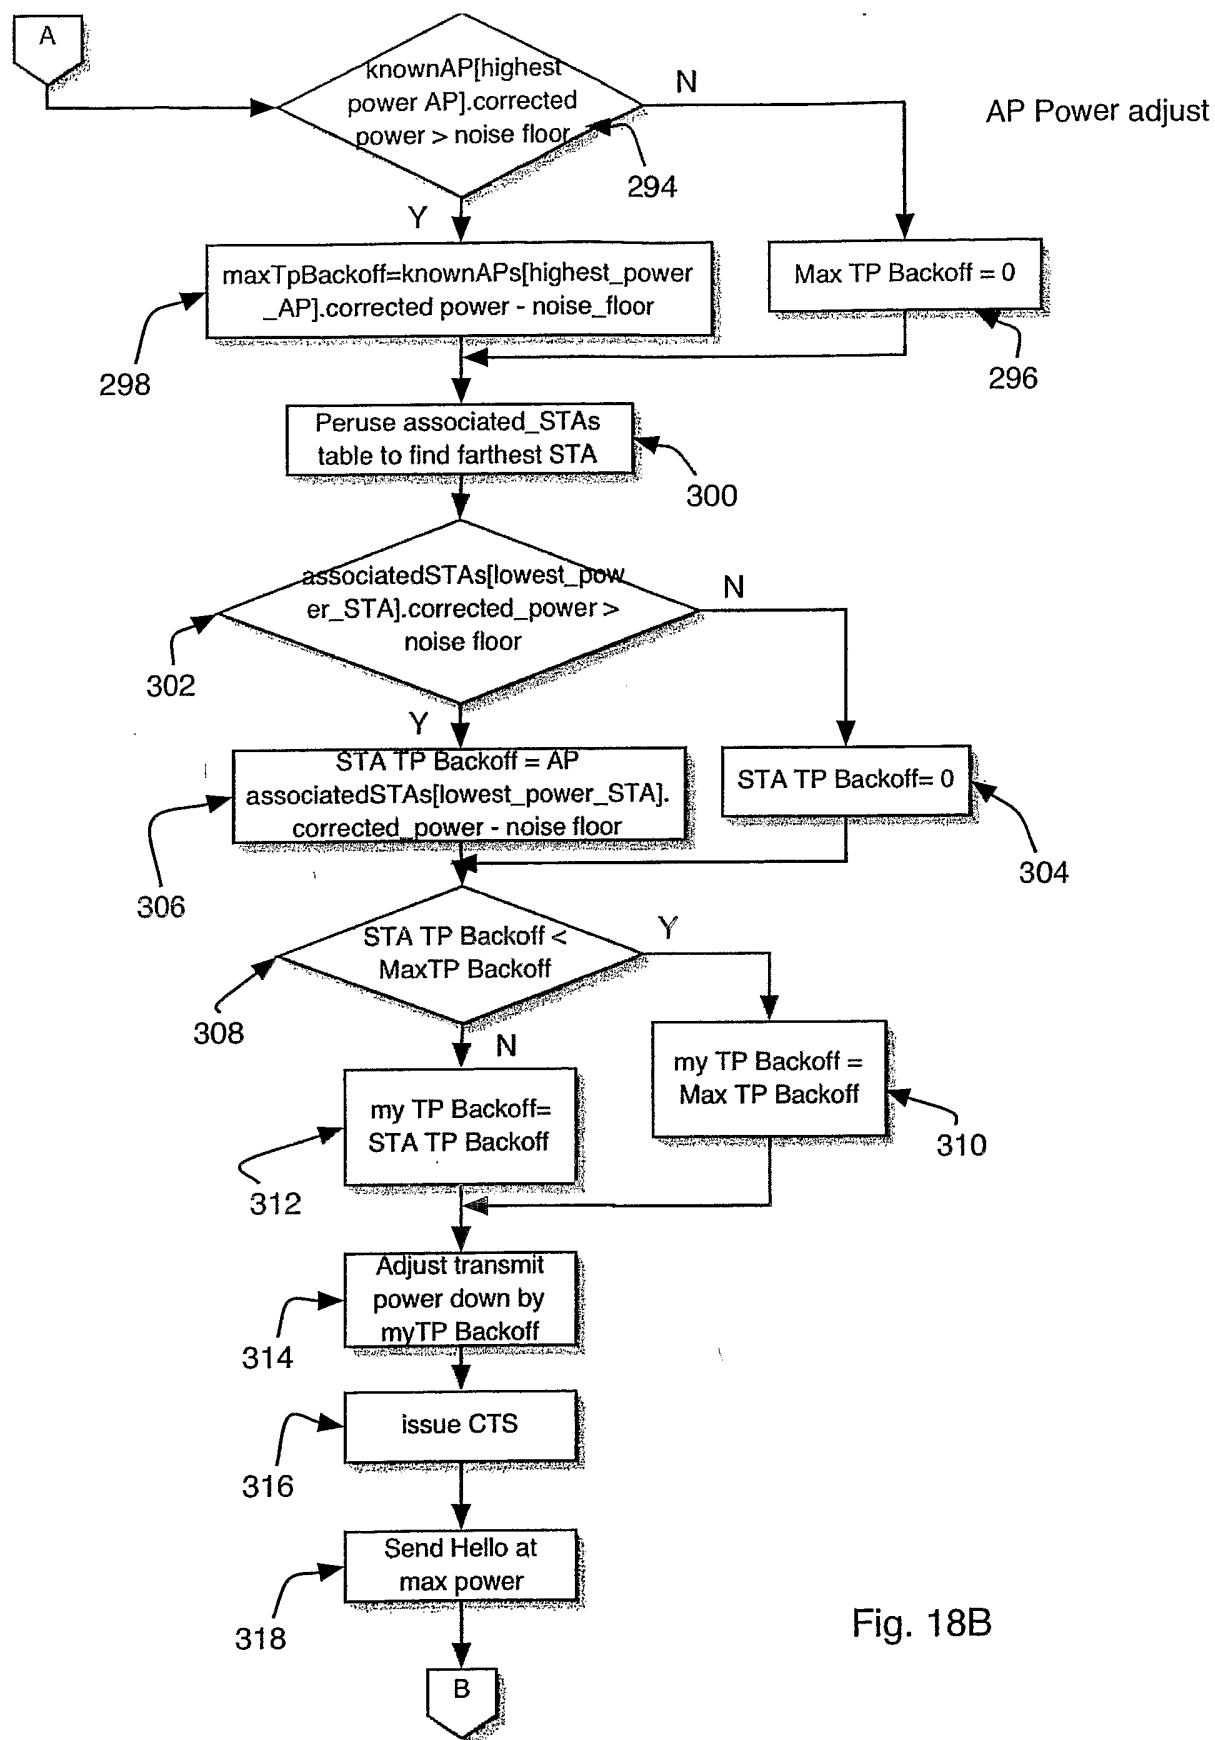 A
knownAP[highest
power AP].corrected
power > noise floor
N
AP Power adjust
294
Y
maxTpBackoff=knownAPs[highest_power
_AP].corrected power - noise_floor
Max TP Backoff = 0
298
296
Peruse associated_STAs
table to find farthest STA
300
associatedSTAs[lowest_pow
er_STA].corrected_power >
noise floor
N
302
Y
STA TP Backoff = AP
associatedSTAs[lowest_power_STA].
corrected_power - noise floor
STA TP Backoff= 0
304
306
STA TP Backoff <
MaxTP Backoff
Y
308
N
my TP Backoff =
Max TP Backoff
my TP Backoff=
STA TP Backoff
310
312
Adjust transmit
power down by
myTP Backoff
314
issue CTS
316
Send Hello at
max power
318
Fig. 18B
B